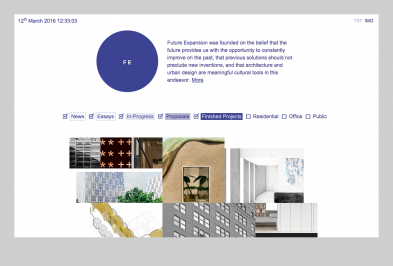 12th March 2016 12:33:03
TXT IMG
FE
Future Expansion was founded on the belief that the
future provides us with the opportunity to constantly
improve on the past, that previous solutions should not
preclude new inventions, and that architecture and
urban design are meaningful cultural tools in this
endeavor. More
News Essays In-Progress Proposals Finished Projects Residential Office Public